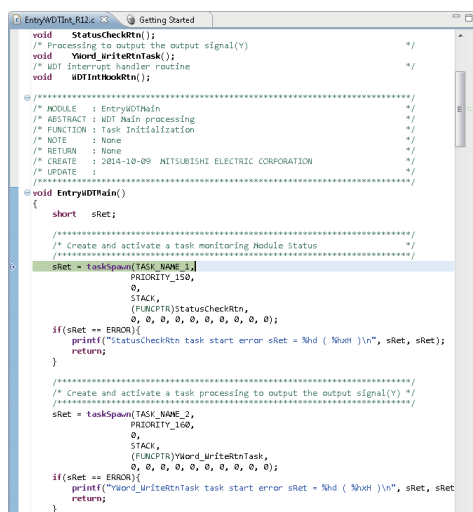 EntryWDTInt_R12.c
Getting Started
void StatusCheckRtn();
/* Processing to output the output signal(Y) */
void YWord_WriteRtnTask();
/* WDT interrupt handler routine */
void WDTIntHookRtn();
/****************************************************************************/
/* MODULE : EntryWDTMain */
/* ABSTRACT : WDT Main processing */
/* FUNCTION : Task Initialization */
/* NOTE : None */
/* RETURN : None */
/* CREATE : 2014-10-09 MITSUBISHI ELECTRIC CORPORATION */
/* UPDATE : */
/****************************************************************************/
void EntryWDTMain()
{
short sRet;
/************************************************************************/
/* Create and activate a task monitoring Module Status */
/************************************************************************/
sRet = taskSpawn(TASK_NAME_1,
PRIORITY_150,
0,
STACK,
(FUNCPTR)StatusCheckRtn,
0, 0, 0, 0, 0, 0, 0, 0, 0, 0);
if(sRet == ERROR){
printf("StatusCheckRtn task start error sRet = %hd ( %hxH )\n", sRet, sRet);
return;
}
/************************************************************************/
/* Create and activate a task processing to output the output signal(Y) */
/************************************************************************/
sRet = taskSpawn(TASK_NAME_2,
PRIORITY_160,
0,
STACK,
(FUNCPTR)YWord_WriteRtnTask,
0, 0, 0, 0, 0, 0, 0, 0, 0, 0);
if(sRet == ERROR){
printf("YWord_WriteRtnTask task start error sRet = %hd ( %hxH )\n", sRet, sRet
return;
}